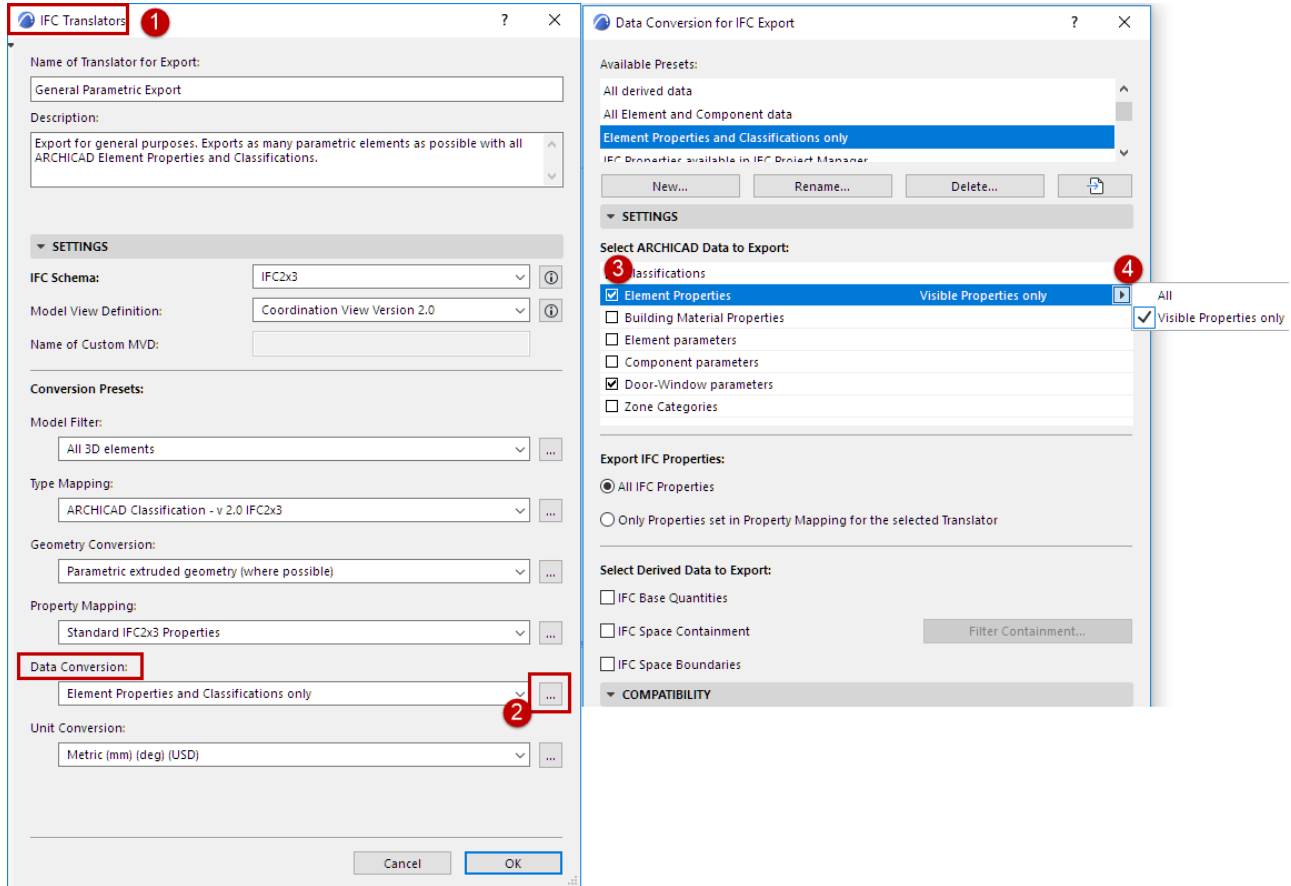 IFC Translators
1
?
Name of Translator for Export:
General Parametric Export
Description:
Export for general purposes. Exports as many parametric elements as possible with all
ARCHICAD Element Properties and Classifications.
SETTINGS
IFC Schema:
IFC2x3
Model View Definition:
Coordination View Version 2.0
Name of Custom MVD:
Conversion Presets:
Model Filter:
All 3D elements
...
Type Mapping:
ARCHICAD Classification - v 2.0 IFC2x3
...
Geometry Conversion:
Parametric extruded geometry (where possible)
...
Property Mapping:
Standard IFC2x3 Properties
...
Data Conversion:
Element Properties and Classifications only
...
2
Unit Conversion:
Metric (mm) (deg) (USD)
...
Cancel
OK
Data Conversion for IFC Export
?
Available Presets:
All derived data
All Element and Component data
Element Properties and Classifications only
IFC Properties available in IFC Project Manager
New...
Rename...
Delete...
SETTINGS
Select ARCHICAD Data to Export:
3
lassifications
4
Element Properties
Visible Properties only
All
Visible Properties only
Building Material Properties
Element parameters
Component parameters
Door-Window parameters
Zone Categories
Export IFC Properties:
All IFC Properties
Only Properties set in Property Mapping for the selected Translator
Select Derived Data to Export:
IFC Base Quantities
IFC Space Containment
Filter Containment...
IFC Space Boundaries
COMPATIBILITY